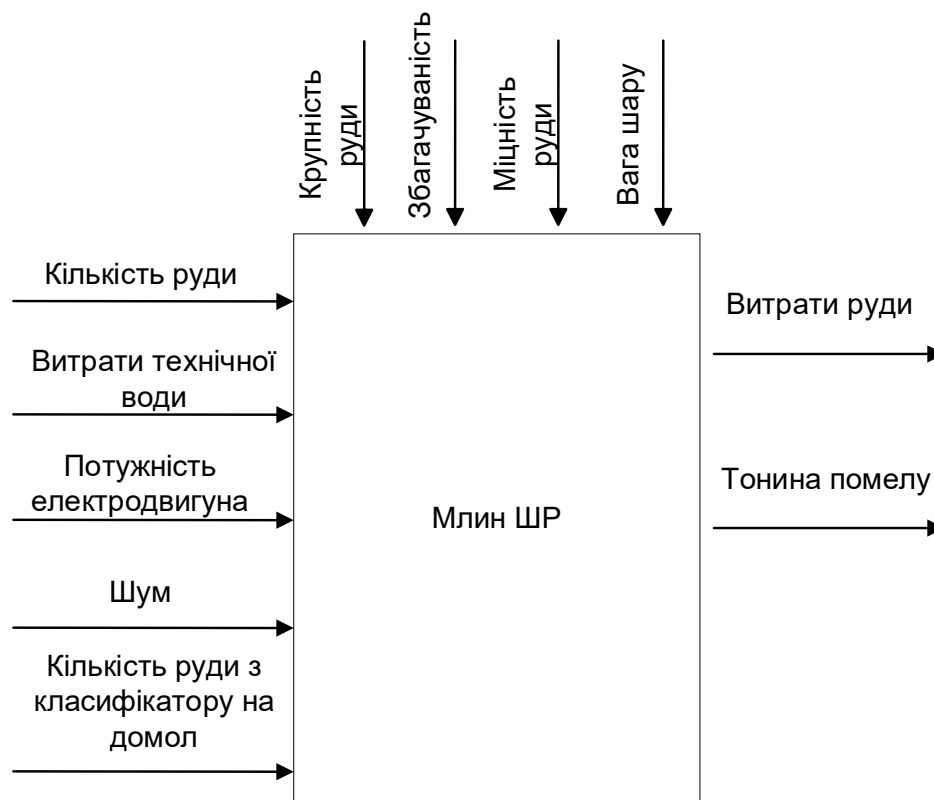 Крупність
руди
Збагачуваність
Міцність
руди
Вага шару
Кількість руди
Витрати технічної
води
Потужність
електродвигуна
Шум
Кількість руди з
класифікатору на
домол
Млин ШР
Витрати руди
Тонина помелу